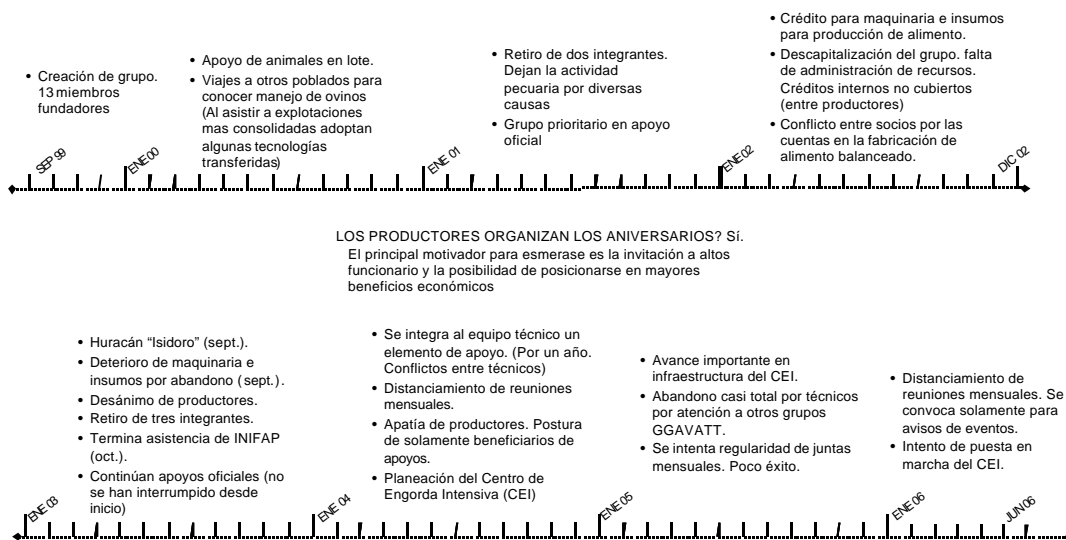 • Creación de grupo.
13 miembros
fundadores
• Apoyo de animales en lote.
• Viajes a otros poblados para
conocer manejo de ovinos
(Al asistir a explotaciones
mas consolidadas adoptan
algunas tecnologías
transferidas)
• Retiro de dos integrantes.
Dejan la actividad
pecuaria por diversas
causas
• Grupo prioritario en apoyo
oficial
• Crédito para maquinaria e insumos
para producción de alimento.
• Descapitalización del grupo. falta
de administración de recursos.
Créditos internos no cubiertos
(entre productores)
• Conflicto entre socios por las
cuentas en la fabricación de
alimento balanceado.
SEP 99
ENE 00
ENE 01
ENE 02
DIC 02
LOS PRODUCTORES ORGANIZAN LOS ANIVERSARIOS? Sí.
El principal motivador para esmerase es la invitación a altos
funcionario y la posibilidad de posicionarse en mayores
beneficios económicos
• Huracán “Isidoro” (sept.).
• Deterioro de maquinaria e
insumos por abandono (sept.).
• Desánimo de productores.
• Retiro de tres integrantes.
• Termina asistencia de INIFAP
(oct.).
• Continúan apoyos oficiales (no
se han interrumpido desde
inicio)
• Se integra al equipo técnico un
elemento de apoyo. (Por un año.
Conflictos entre técnicos)
• Distanciamiento de reuniones
mensuales.
• Apatía de productores. Postura
de solamente beneficiarios de
apoyos.
• Planeación del Centro de
Engorda Intensiva (CEI)
• Avance importante en
infraestructura del CEI.
• Abandono casi total por técnicos
por atención a otros grupos
GGAVATT.
• Se intenta regularidad de juntas
mensuales. Poco éxito.
• Distanciamiento de
reuniones mensuales. Se
convoca solamente para
avisos de eventos.
• Intento de puesta en
marcha del CEI.
ENE 03
ENE 04
ENE 05
ENE 06
JUN 06